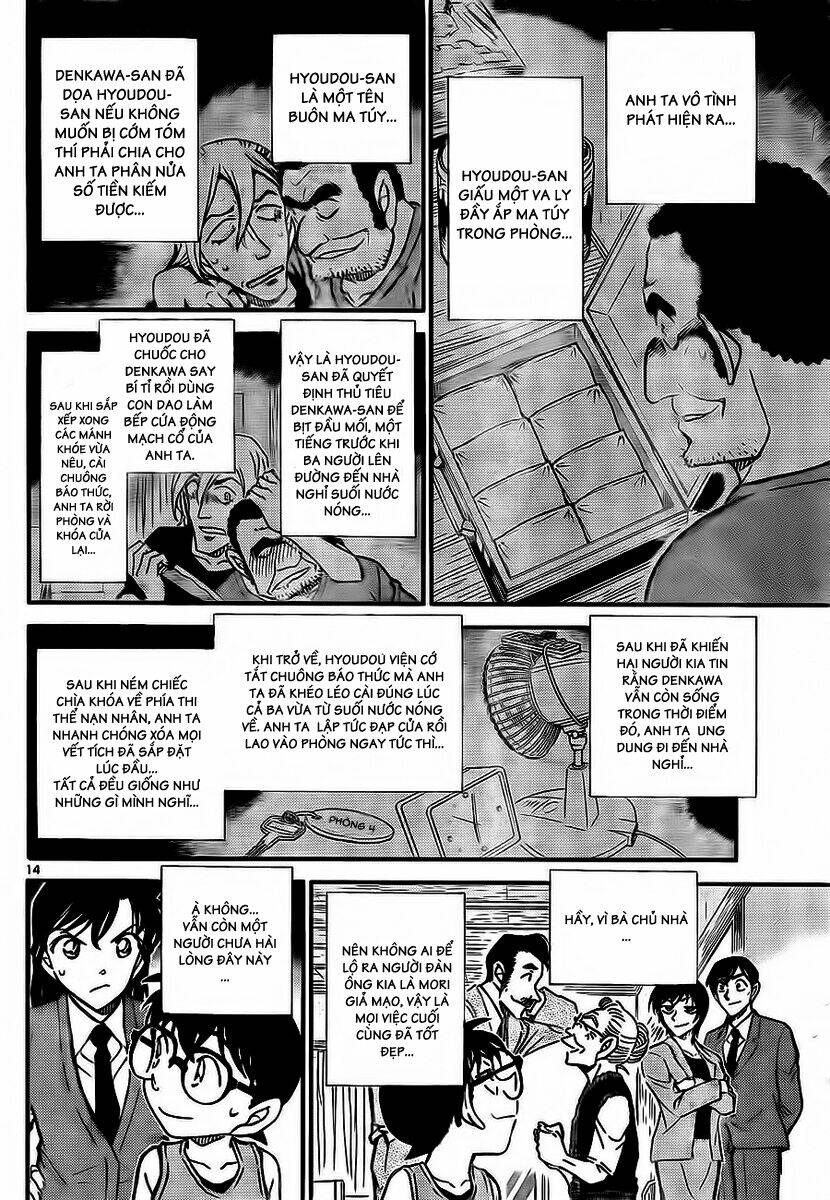 ANH TA VÔ TÌNH
PHÁT HIỆN RA...
HYOUDOU-SAN
GIẤU MỘT VA LY
ĐẦY ẮP MA TÚY
TRONG PHÒNG...
HYOUDOU-SAN
LÀ MỘT TÊN
BUÔN MA TÚY...
DENKAWA-SAN ĐÃ
DỌA HYOUDOU-
SAN NẾU KHÔNG
MUỐN BỊ CỚM TÓM
THÍ PHẢI CHIA CHO
ANH TA PHÂN NỬA
SỐ TIỀN KIẾM
ĐƯỢC...
VẬY LÀ HYOUDOU-
SAN ĐÃ QUYẾT
ĐỊNH THỦ TIÊU
DENKAWA-SAN ĐỂ
BỊT ĐẦU MỐI, MỘT
TIẾNG TRƯỚC KHI
BA NGƯỜI LÊN
ĐƯỜNG ĐẾN NHÀ
NGHỈ SUỐI NƯỚC
NÓNG...
HYOUDOU ĐÃ
CHUỐC CHO
DENKAWA SAY
BÍ TỈ RỒI DÙNG
CON DAO LÀM
BẾP CỨA ĐỘNG
MẠCH CỔ CỦA
ANH TA.
SAU KHI SẮP
XẾP XONG
CÁC MÁNH
KHÓE VỪA
NÊU, CÀI
CHUÔNG
BÁO THỨC,
ANH TA RỜI
PHÒNG VÀ
KHÓA CỬA
LẠI...
SAU KHI ĐÃ KHIẾN
HAI NGƯỜI KIA TIN
RẰNG DENKAWA
VẪN CÒN SỐNG
TRONG THỜI ĐIỂM
ĐÓ, ANH TA UNG
DUNG ĐI ĐẾN NHÀ
NGHỈ...
KHI TRỞ VỀ, HYOUDOU VIỆN CỚ
TẮT CHUÔNG BÁO THỨC MÀ ANH
TA ĐÃ KHÉO LÉO CÀI ĐÚNG LÚC
CẢ BA VỪA TỪ SUỐI NƯỚC NÓNG
VỀ. ANH TA LẬP TỨC ĐẠP CỬA RỒI
LAO VÀO PHÒNG NGAY TỨC THÌ...
SAU KHI NÉM CHIẾC
CHÌA KHÓA VỀ PHÍA THI
THỂ NẠN NHÂN, ANH TA
NHANH CHÓNG XÓA MỌI
VẾT TÍCH ĐÃ SẮP ĐẶT
LÚC ĐẦU...
TẤT CẢ ĐỀU GIỐNG NHƯ
NHỮNG GÌ MÌNH NGHĨ...
PHÒNG 4
14
HẦY, VÌ BÀ CHỦ NHÀ
...
NÊN KHÔNG AI ĐỂ
LỘ RA NGƯỜI ĐÀN
ÔNG KIA LÀ MORI
GIẢ MẠO, VẬY LÀ
MỌI VIỆC CUỐI
CÙNG ĐÃ TỐT
ĐẸP...
À KHÔNG...
VẪN CÒN MỘT
NGƯỜI CHƯA HÀI
LÒNG ĐÂY NÀY
...